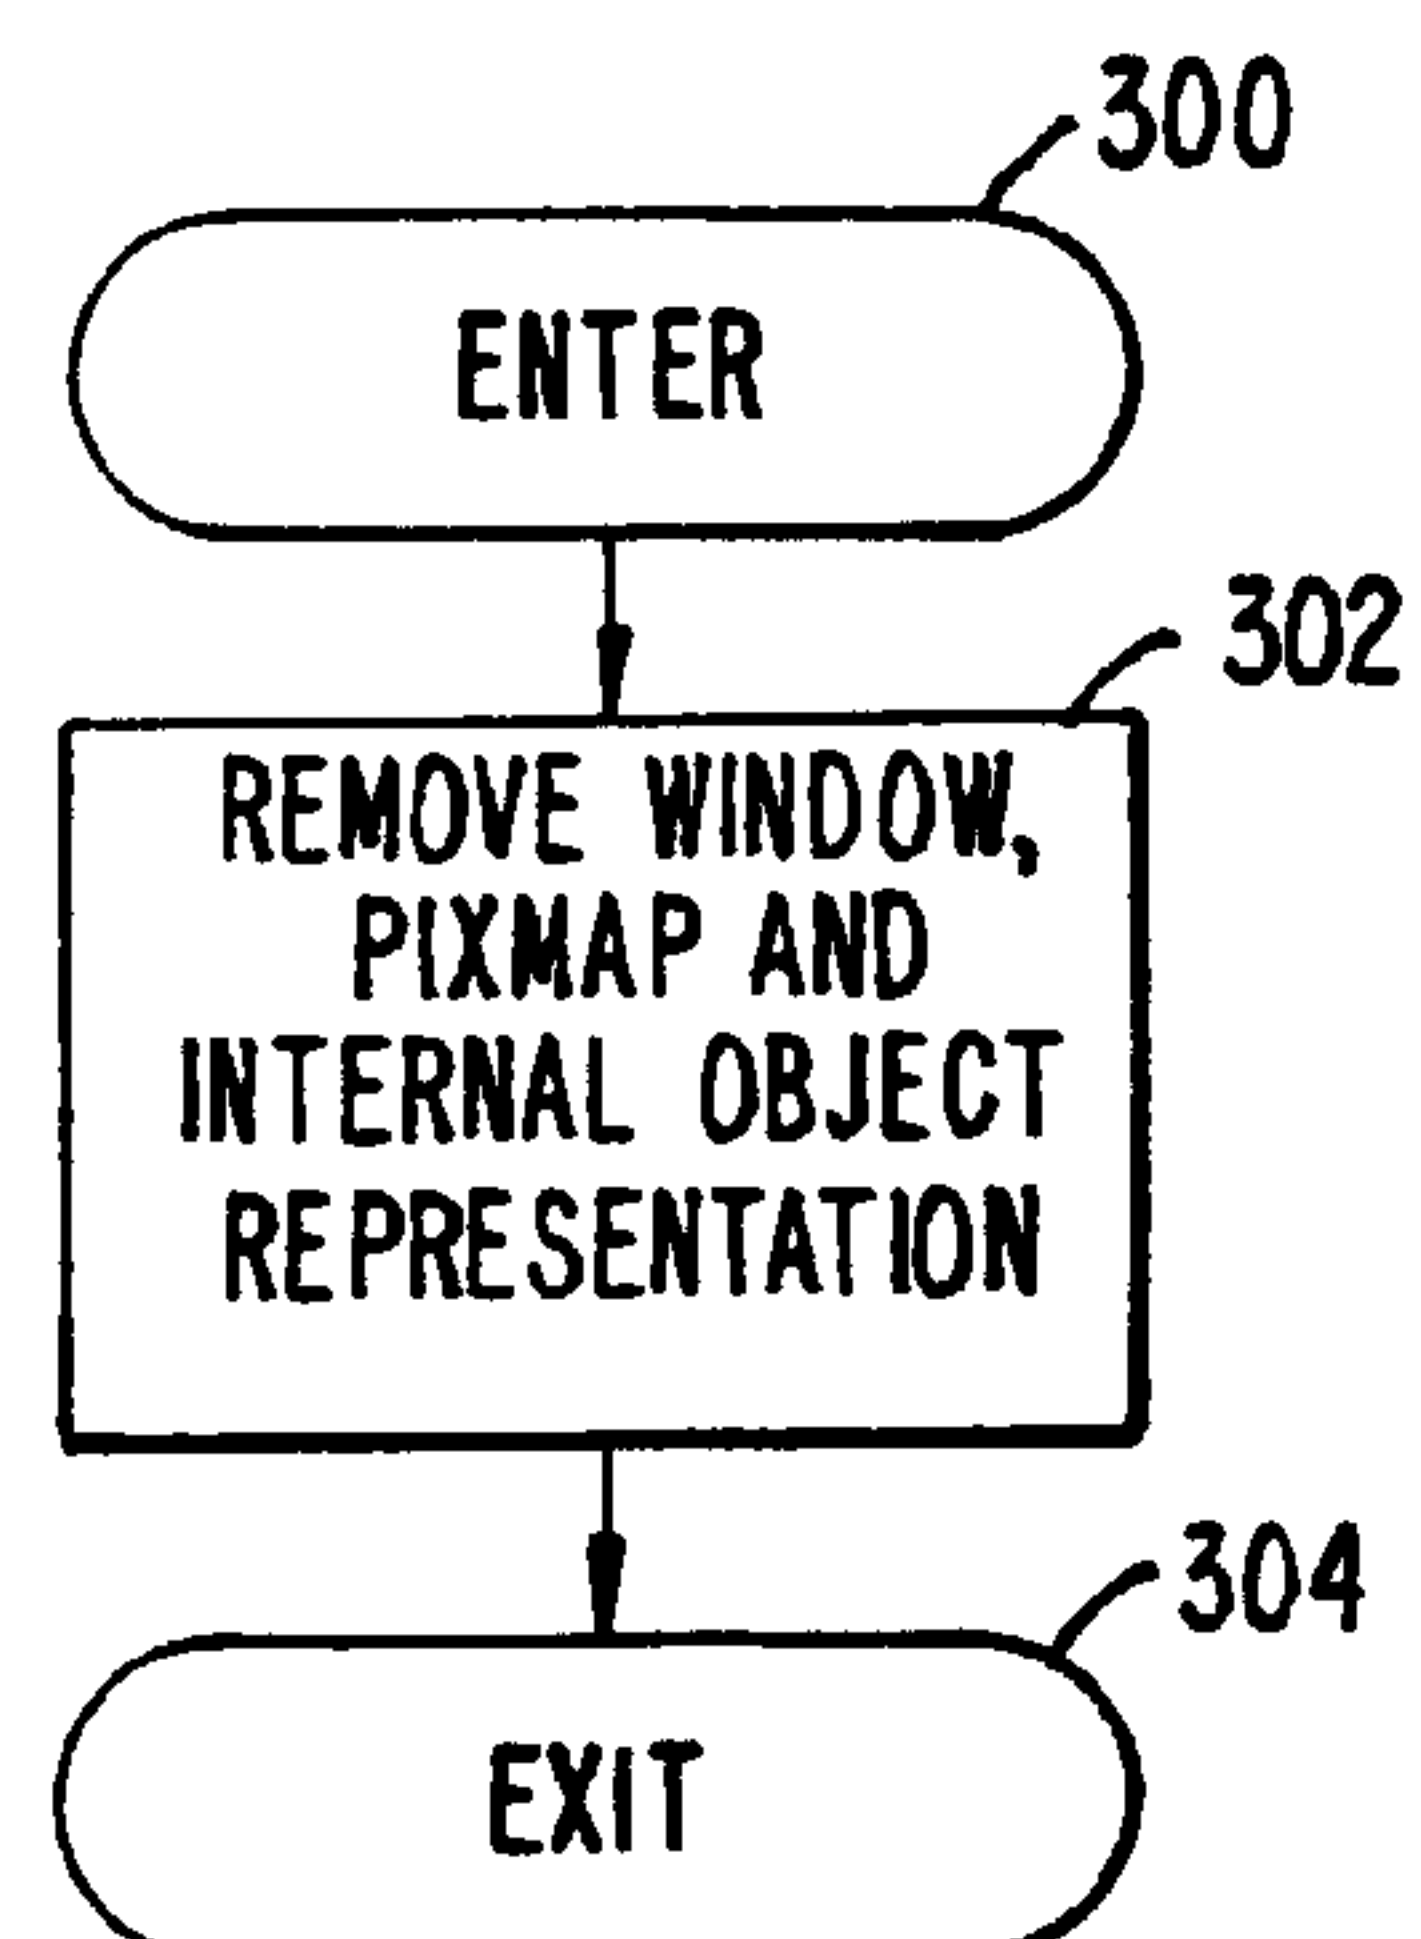 300
ENTER
302
REMOVE WINDOW,
PIXMAP AND
INTERNAL OBJECT
REPRESENTATION
304
EXIT